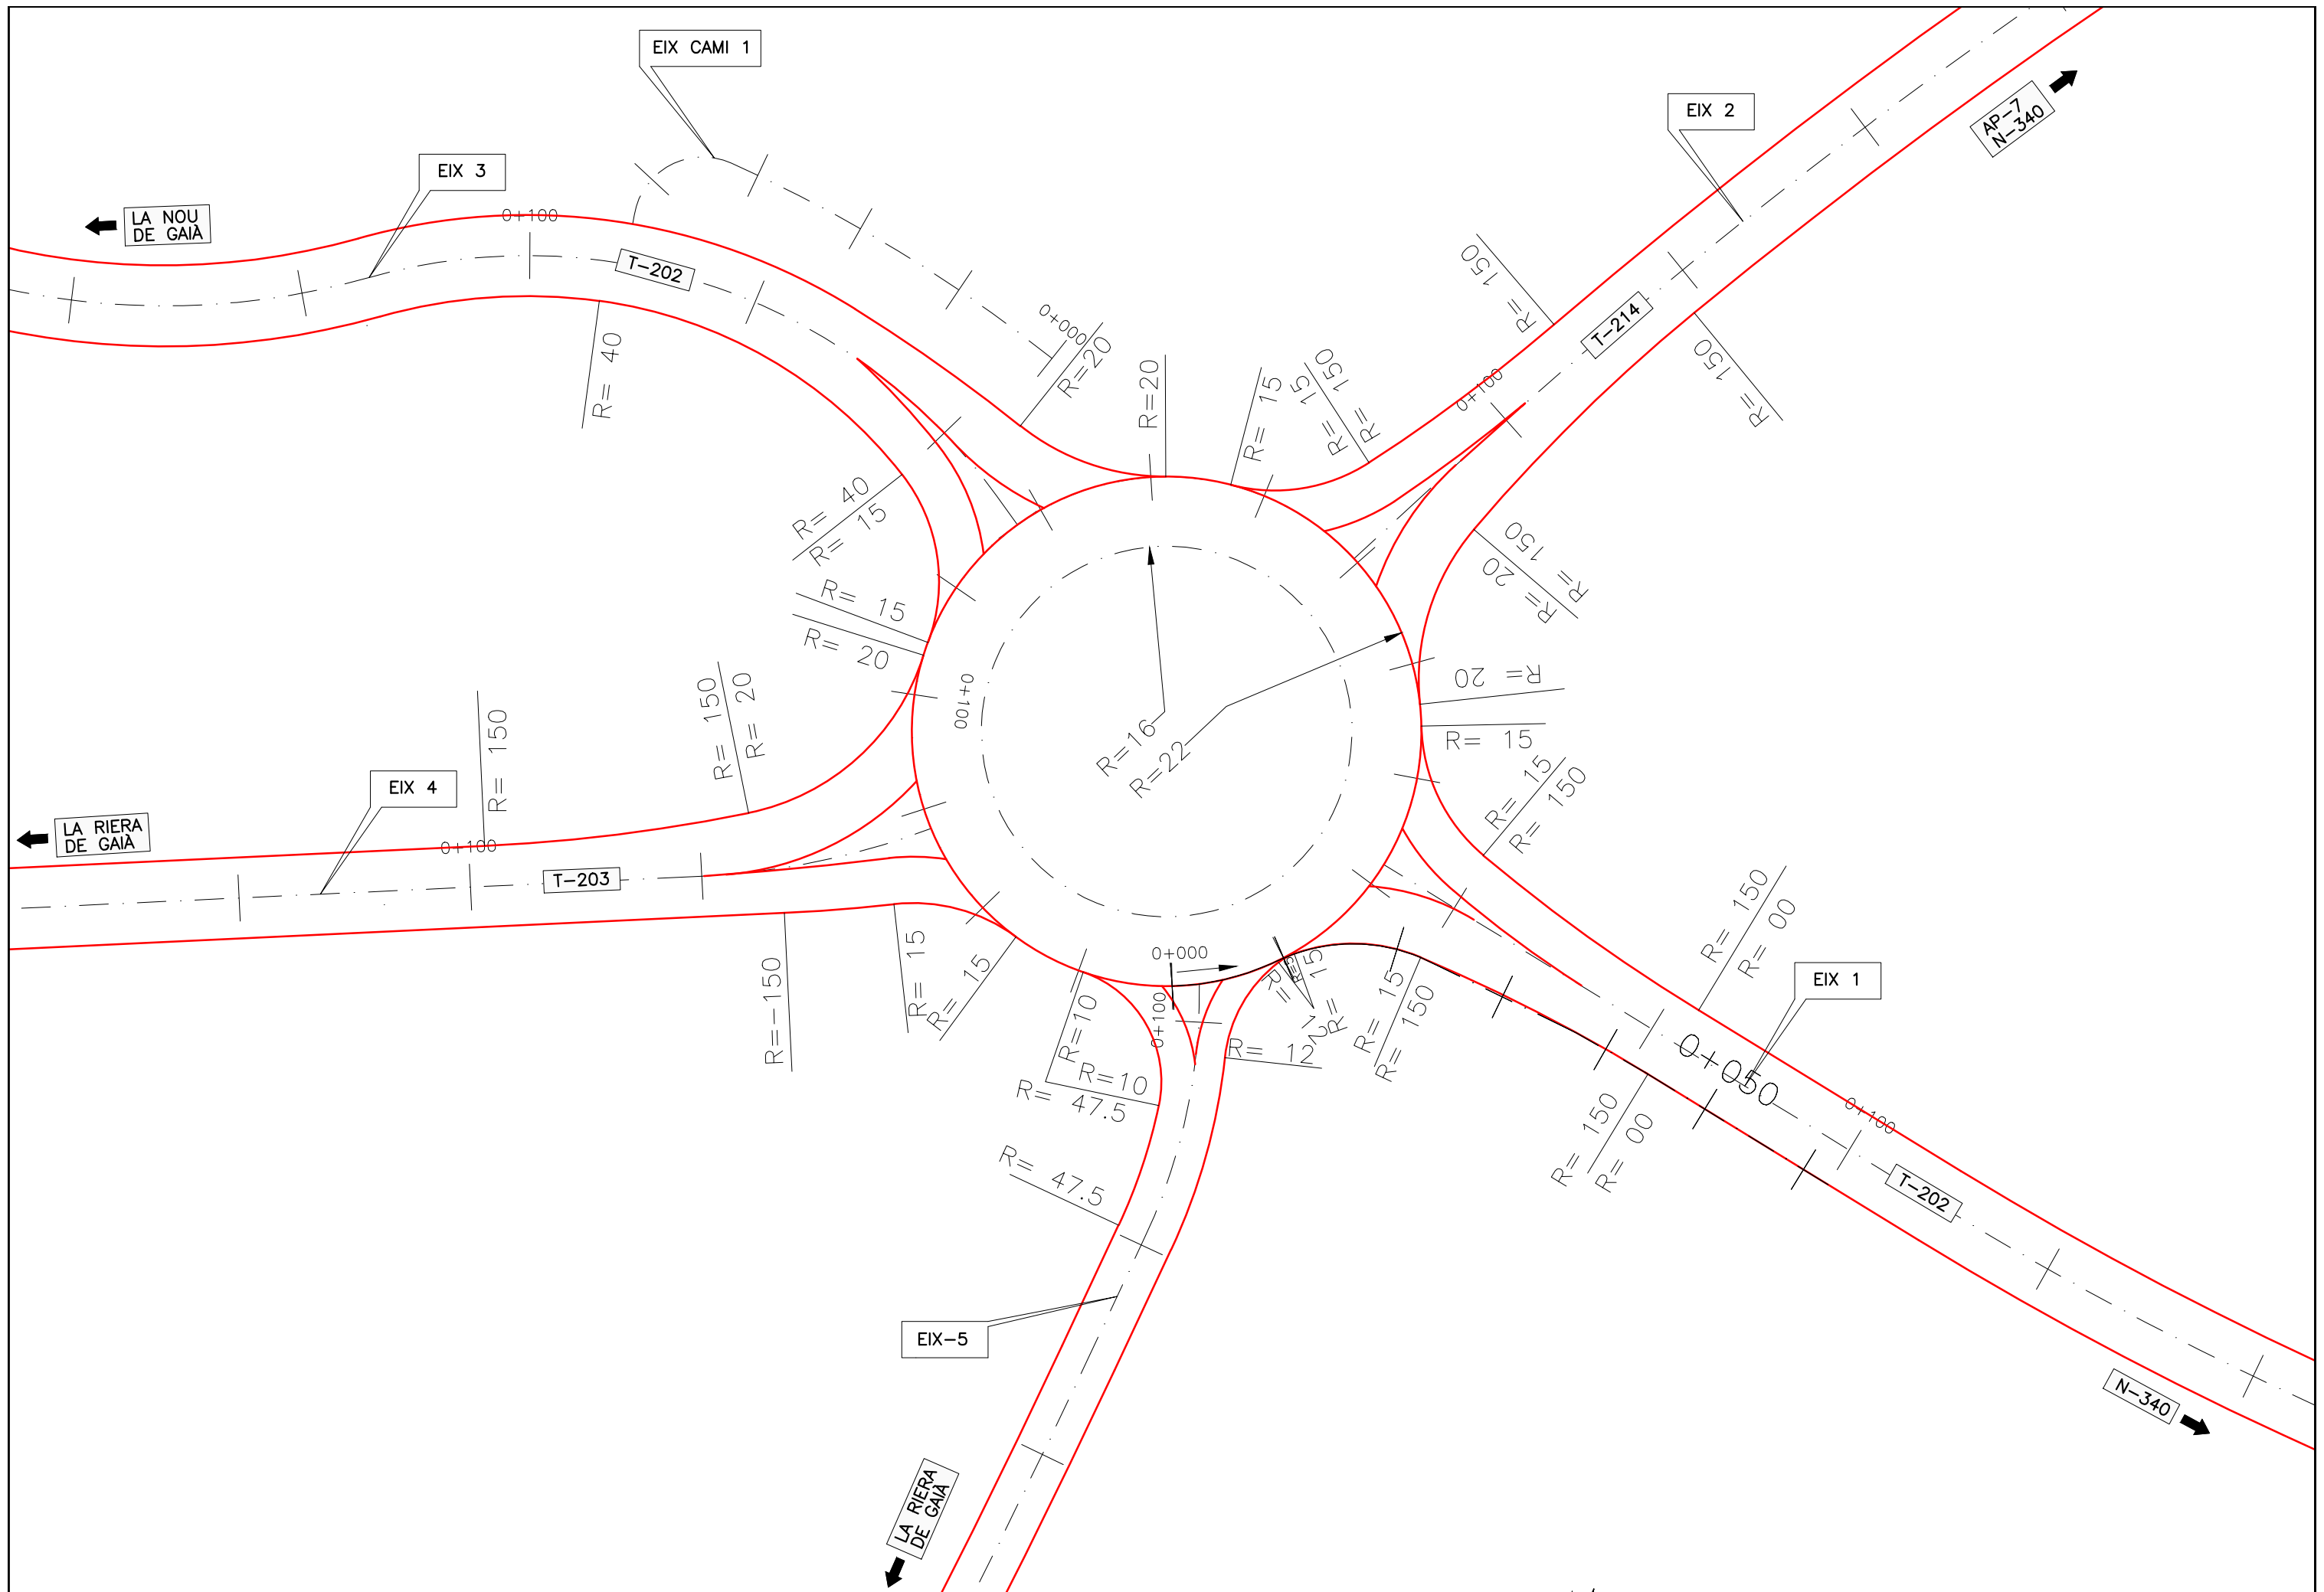 EIX CAMI 1
EIX 2
AP-7
N-340
EIX 3
LA NOU
DE GAIÀ
0+100
T-202
R= 40
0+000
R=20
R=20
R= 15
R= 15
R= 150
R= 150
0+100
T-214
R= 150
R= 40
R= 15
R= 15
R= 20
R= 150
R= 20
R= 20
R= 15
R= 15
R= 150
0+100
R=16
R=22
R= 150
R= 20
R= 150
EIX 4
LA RIERA
DE GAIÀ
0+100
T-203
R=-150
R= 15
R= 15
0+000
0+100
R=10
R=10
R= 47.5
R= 47.5
R= 12
R= 12
R= 15
R= 15
R= 150
R= 150
R= 00
R= 150
R= 00
EIX 1
0+050
0+100
T-202
N-340
EIX-5
LA RIERA
DE GAIÀ